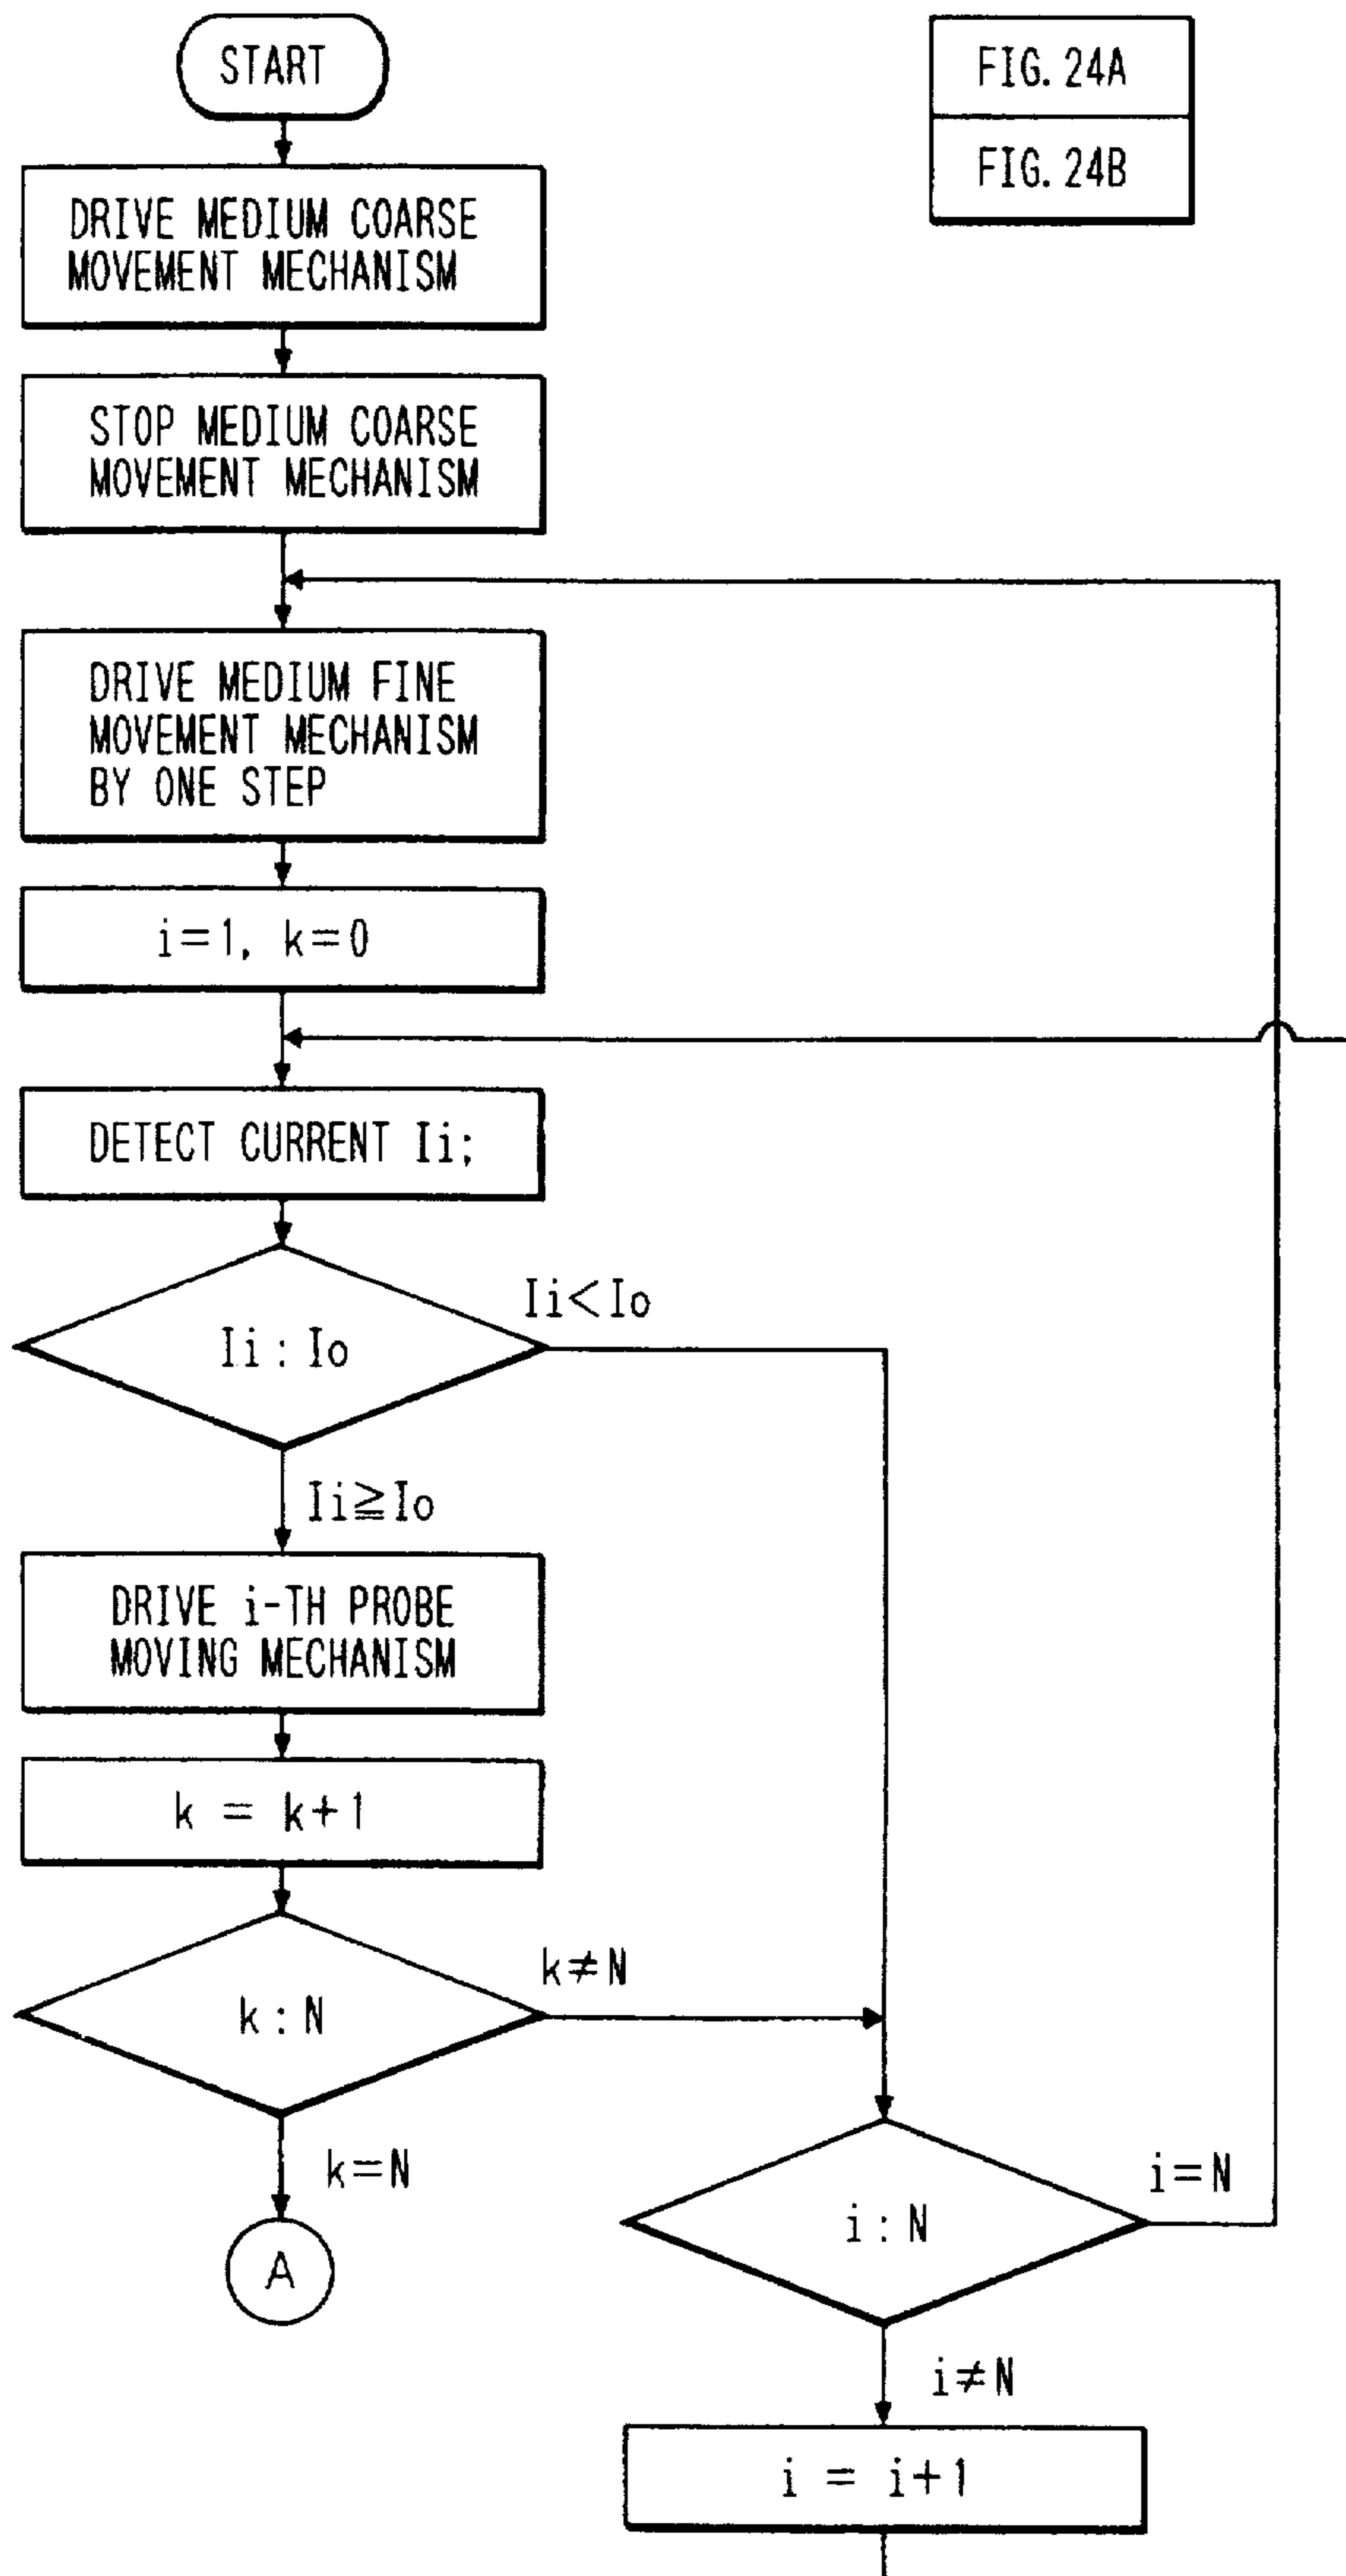 START
FIG. 24A
FIG. 24B
DRIVE MEDIUM COARSE
MOVEMENT MECHANISM
STOP MEDIUM COARSE
MOVEMENT MECHANISM
DRIVE MEDIUM FINE
MOVEMENT MECHANISM
BY ONE STEP
i=1, k=0
DETECT CURRENT Ii;
Ii<Io
Ii : Io
Ii≧Io
DRIVE i-TH PROBE
MOVING MECHANISM
k = k+1
k≠N
k : N
k=N
i=N
i : N
A
i≠N
i = i+1